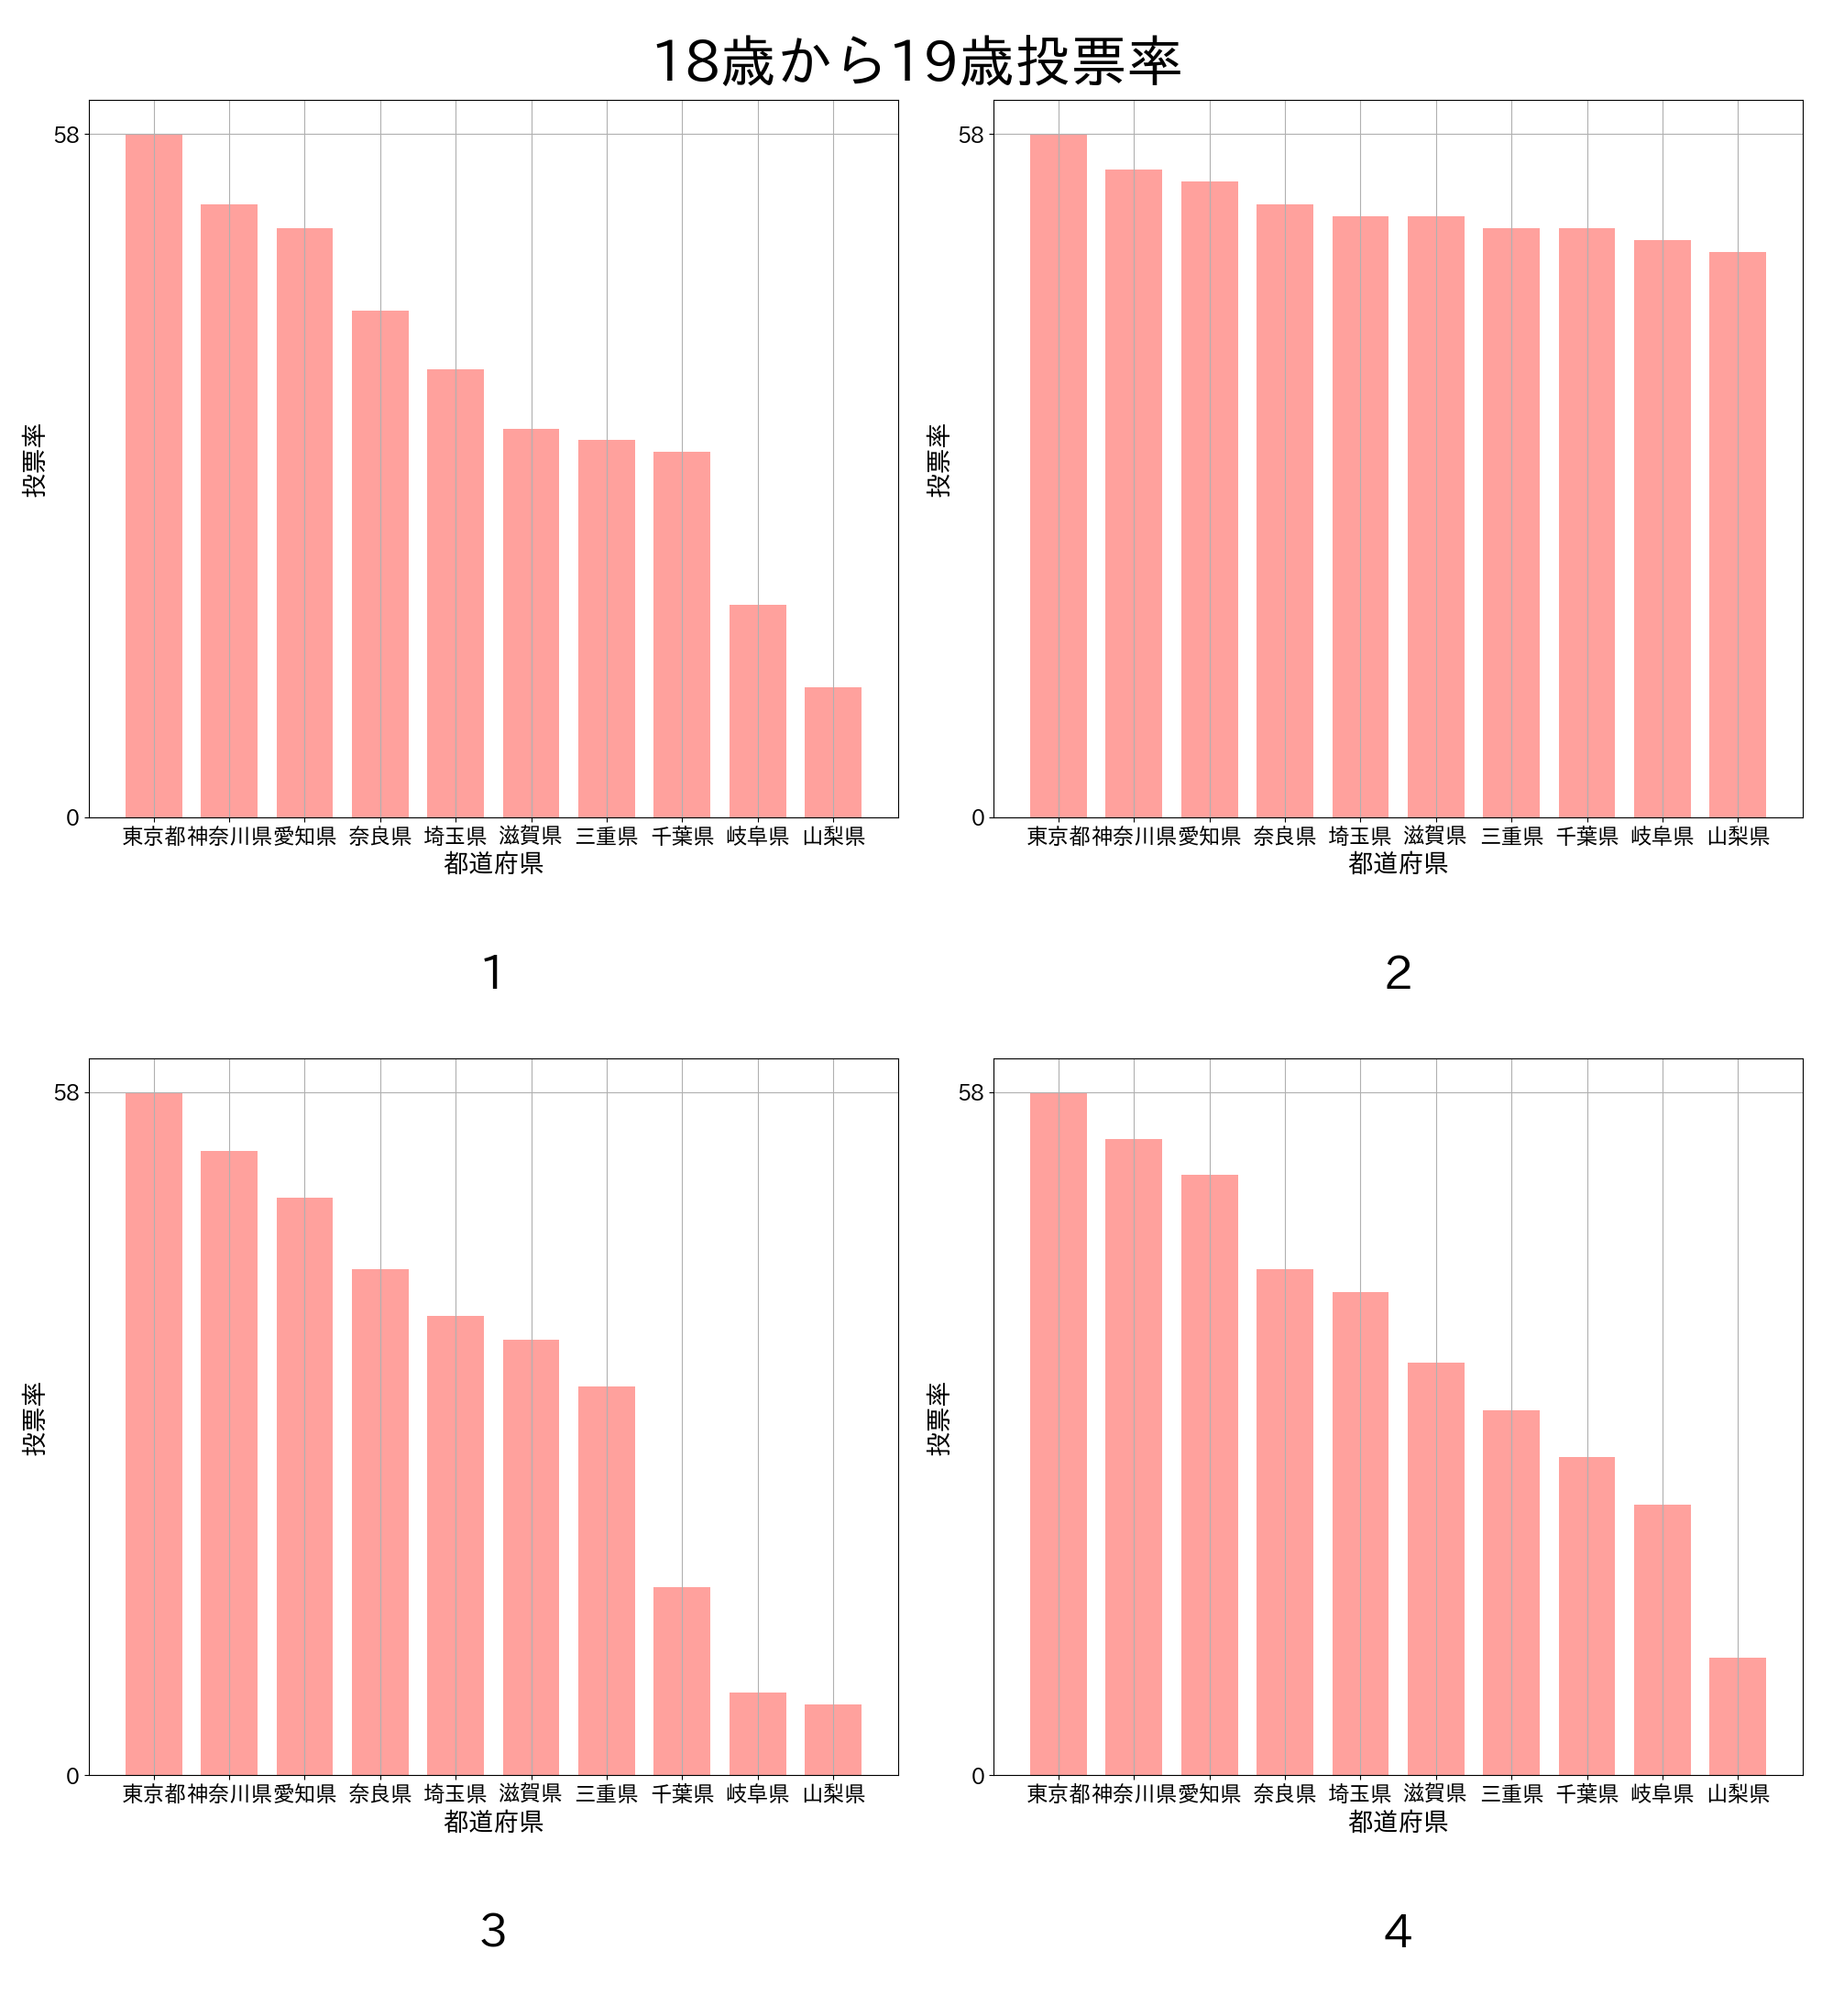 18歳から19歳投票率
58
0
投票率
東京都 神奈川県 愛知県 奈良県 埼玉県 滋賀県 三重県 千葉県 岐阜県 山梨県
都道府県
1
58
0
投票率
東京都 神奈川県 愛知県 奈良県 埼玉県 滋賀県 三重県 千葉県 岐阜県 山梨県
都道府県
2
58
0
投票率
東京都 神奈川県 愛知県 奈良県 埼玉県 滋賀県 三重県 千葉県 岐阜県 山梨県
都道府県
3
58
0
投票率
東京都 神奈川県 愛知県 奈良県 埼玉県 滋賀県 三重県 千葉県 岐阜県 山梨県
都道府県
4